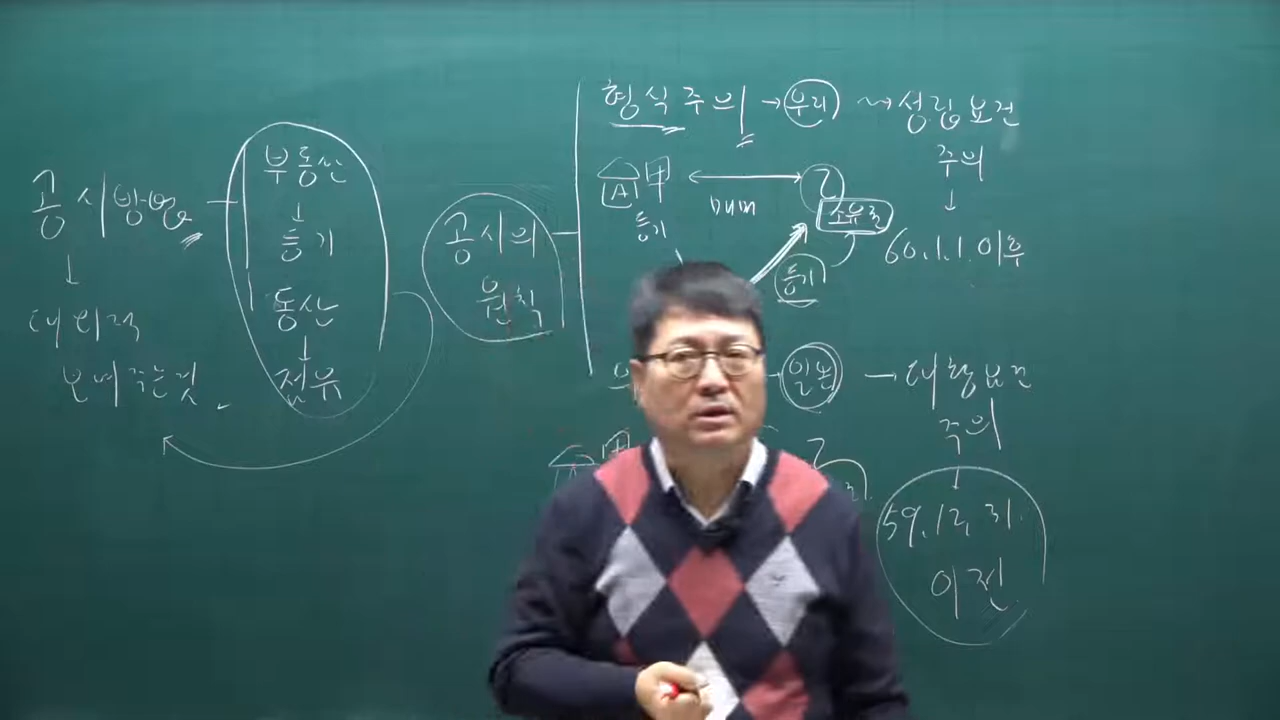 공시방법
↓
대외적
보여주는것
부동산
↓
등기
동산
↓
점유
공시의
원칙
형식주의 → 우리 ⇝ 성립요건
주의
↓
60.1.1.이후
A 甲 ↔ 乙
매매
소유권
등기
등기
일본 → 대항요건
주의
↓
59.12.31.
이전
甲 乙